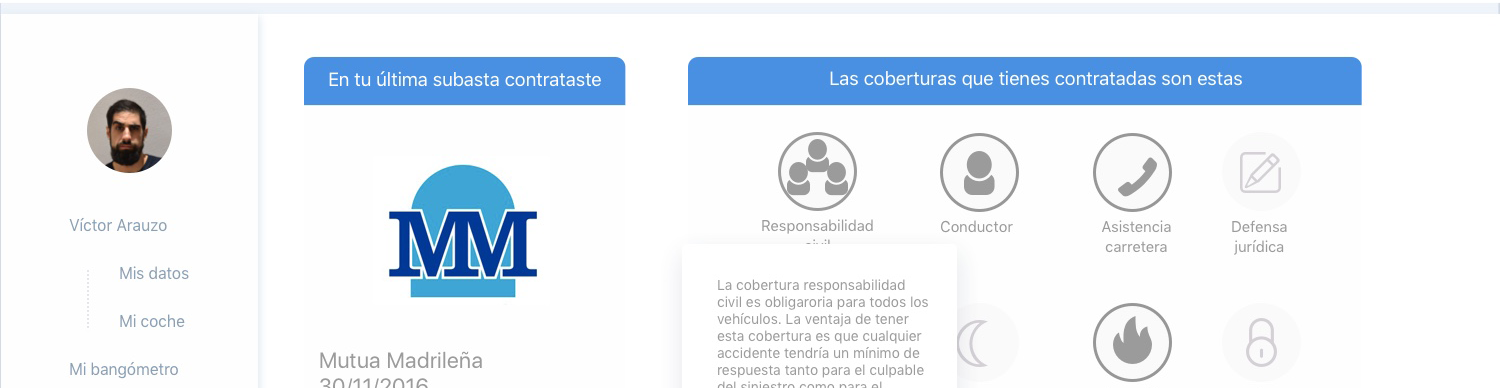 En tu última subasta contrataste
Las coberturas que tienes contratadas son estas
Víctor Arauzo
Mis datos
Mi coche
Mi bangómetro
MM
Mutua Madrileña
30/11/2016
Responsabilidad
civil
Conductor
Asistencia
carretera
Defensa
jurídica
La cobertura responsabilidad
civil es obligaroria para todos los
vehículos. La ventaja de tener
esta cobertura es que cualquier
accidente tendría un mínimo de
respuesta tanto para el culpable
del siniestro como para el